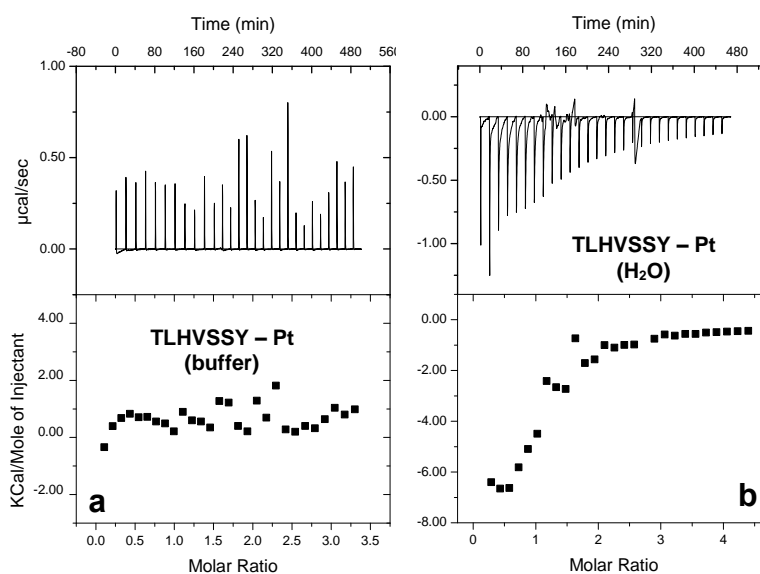 Time (min)
-80 0 80 160 240 320 400 480 560
1.00
0.50
0.00
µcal/sec
4.00
2.00
0.00
-2.00
KCal/Mole of Injectant
TLHVSSY – Pt
(buffer)
a
0.0 0.5 1.0 1.5 2.0 2.5 3.0 3.5
Molar Ratio
Time (min)
0 80 160 240 320 400 480
0.00
-0.50
-1.00
TLHVSSY – Pt
(H₂O)
0.00
-2.00
-4.00
-6.00
-8.00
b
0 1 2 3 4
Molar Ratio